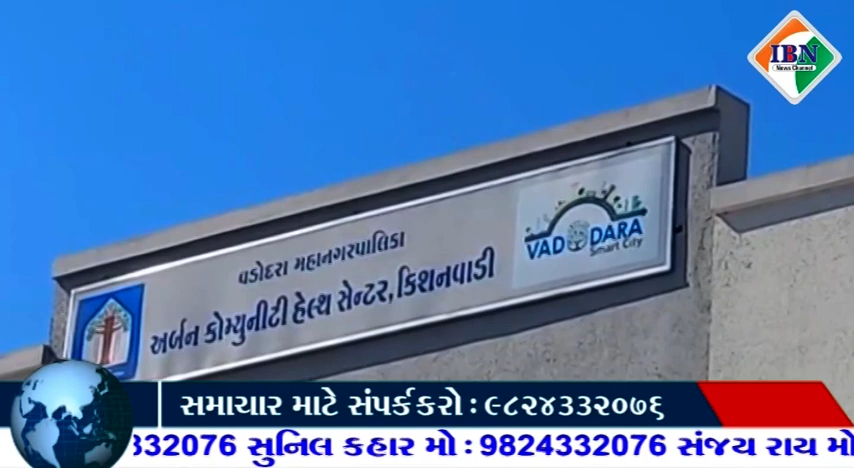 IBN
News Channel
વડોદરા મહાનગરપાલિકા
અર્બન કોમ્યુનીટી હેલ્થ સેન્ટર, કિશનવાડી
VADODARA
Smart City
સમાચાર માટે સંપર્કકરો : ૯૮૨૪૩૩૨૦૭૬
332076 સુનિલ કહાર મો : 9824332076 સંજય રાય મો